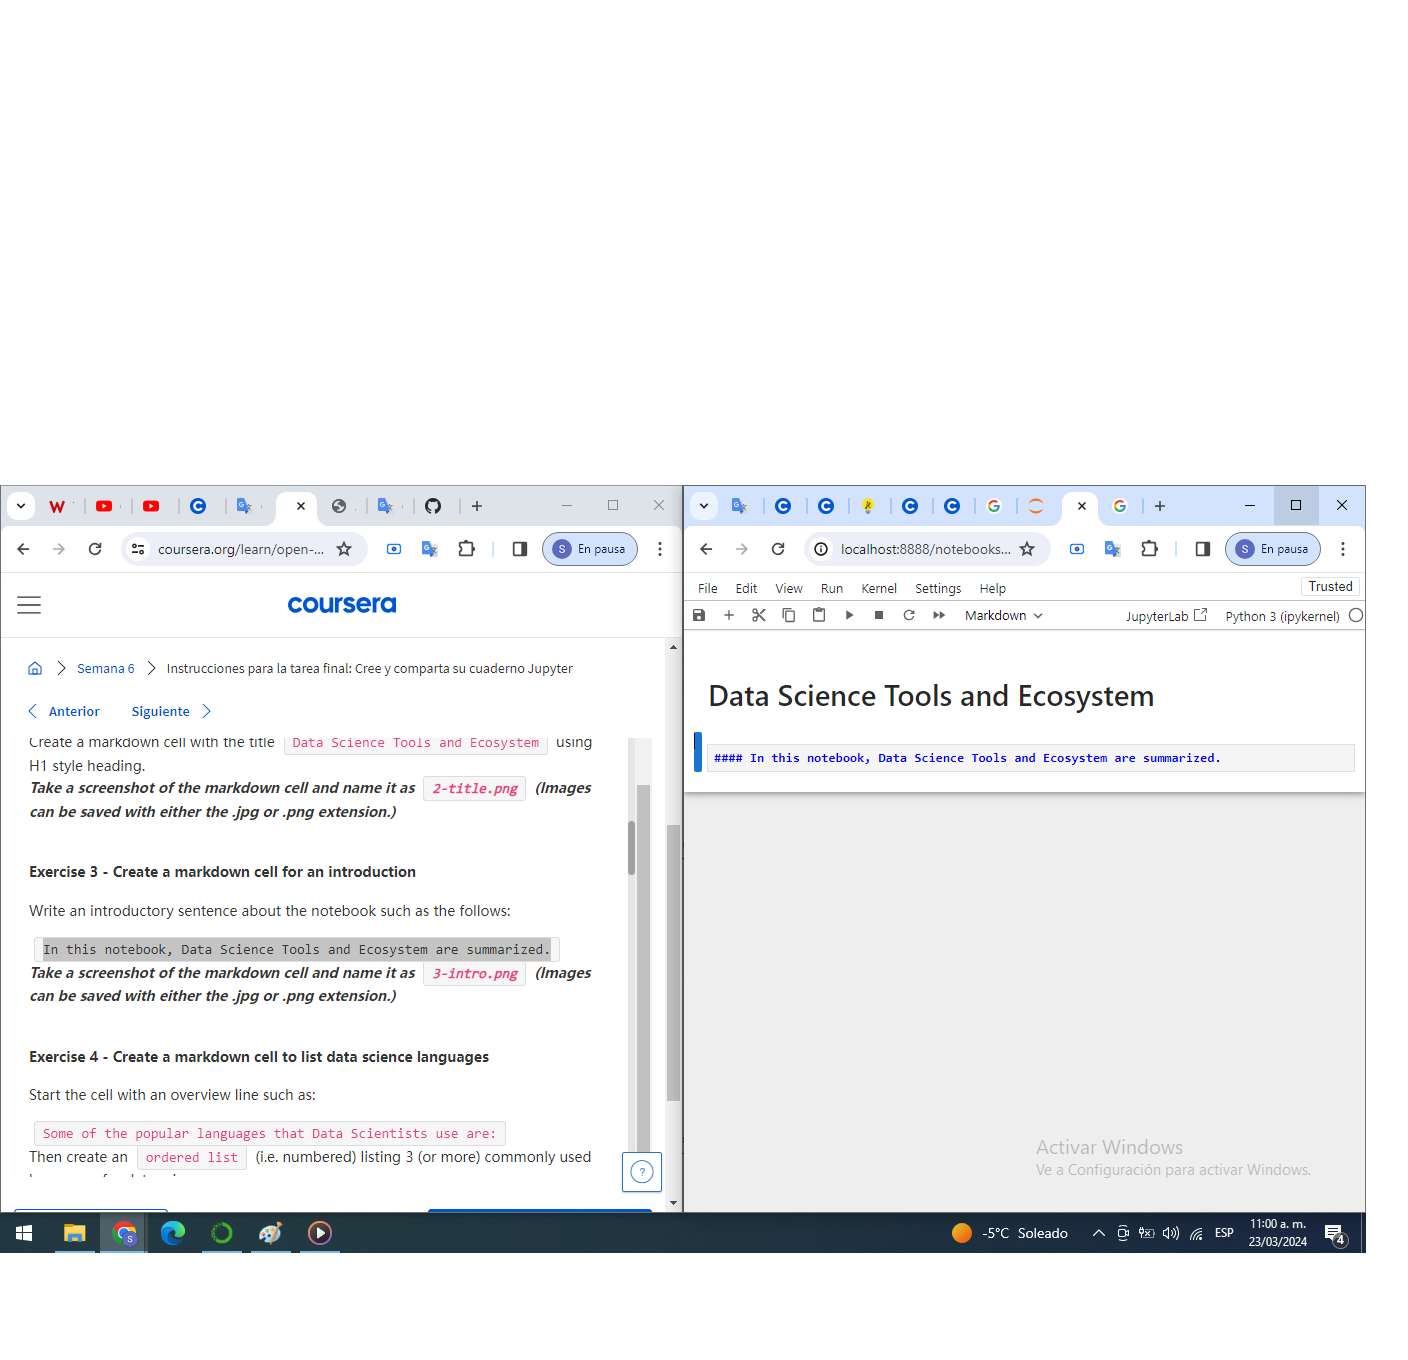 coursera.org/learn/open-...
En pausa
coursera
Semana 6
Instrucciones para la tarea final: Cree y comparta su cuaderno Jupyter
Anterior
Siguiente
Create a markdown cell with the title Data Science Tools and Ecosystem using
H1 style heading.
Take a screenshot of the markdown cell and name it as 2-title.png (Images
can be saved with either the .jpg or .png extension.)
Exercise 3 - Create a markdown cell for an introduction
Write an introductory sentence about the notebook such as the follows:
In this notebook, Data Science Tools and Ecosystem are summarized.
Take a screenshot of the markdown cell and name it as 3-intro.png (Images
can be saved with either the .jpg or .png extension.)
Exercise 4 - Create a markdown cell to list data science languages
Start the cell with an overview line such as:
Some of the popular languages that Data Scientists use are:
Then create an ordered list (i.e. numbered) listing 3 (or more) commonly used
localhost:8888/notebooks...
S En pausa
File Edit View Run Kernel Settings Help
Trusted
Markdown
JupyterLab
Python 3 (ipykernel)
Data Science Tools and Ecosystem
#### In this notebook, Data Science Tools and Ecosystem are summarized.
Activar Windows
Ve a Configuración para activar Windows.
-5°C Soleado
ESP
11:00 a. m.
23/03/2024
4